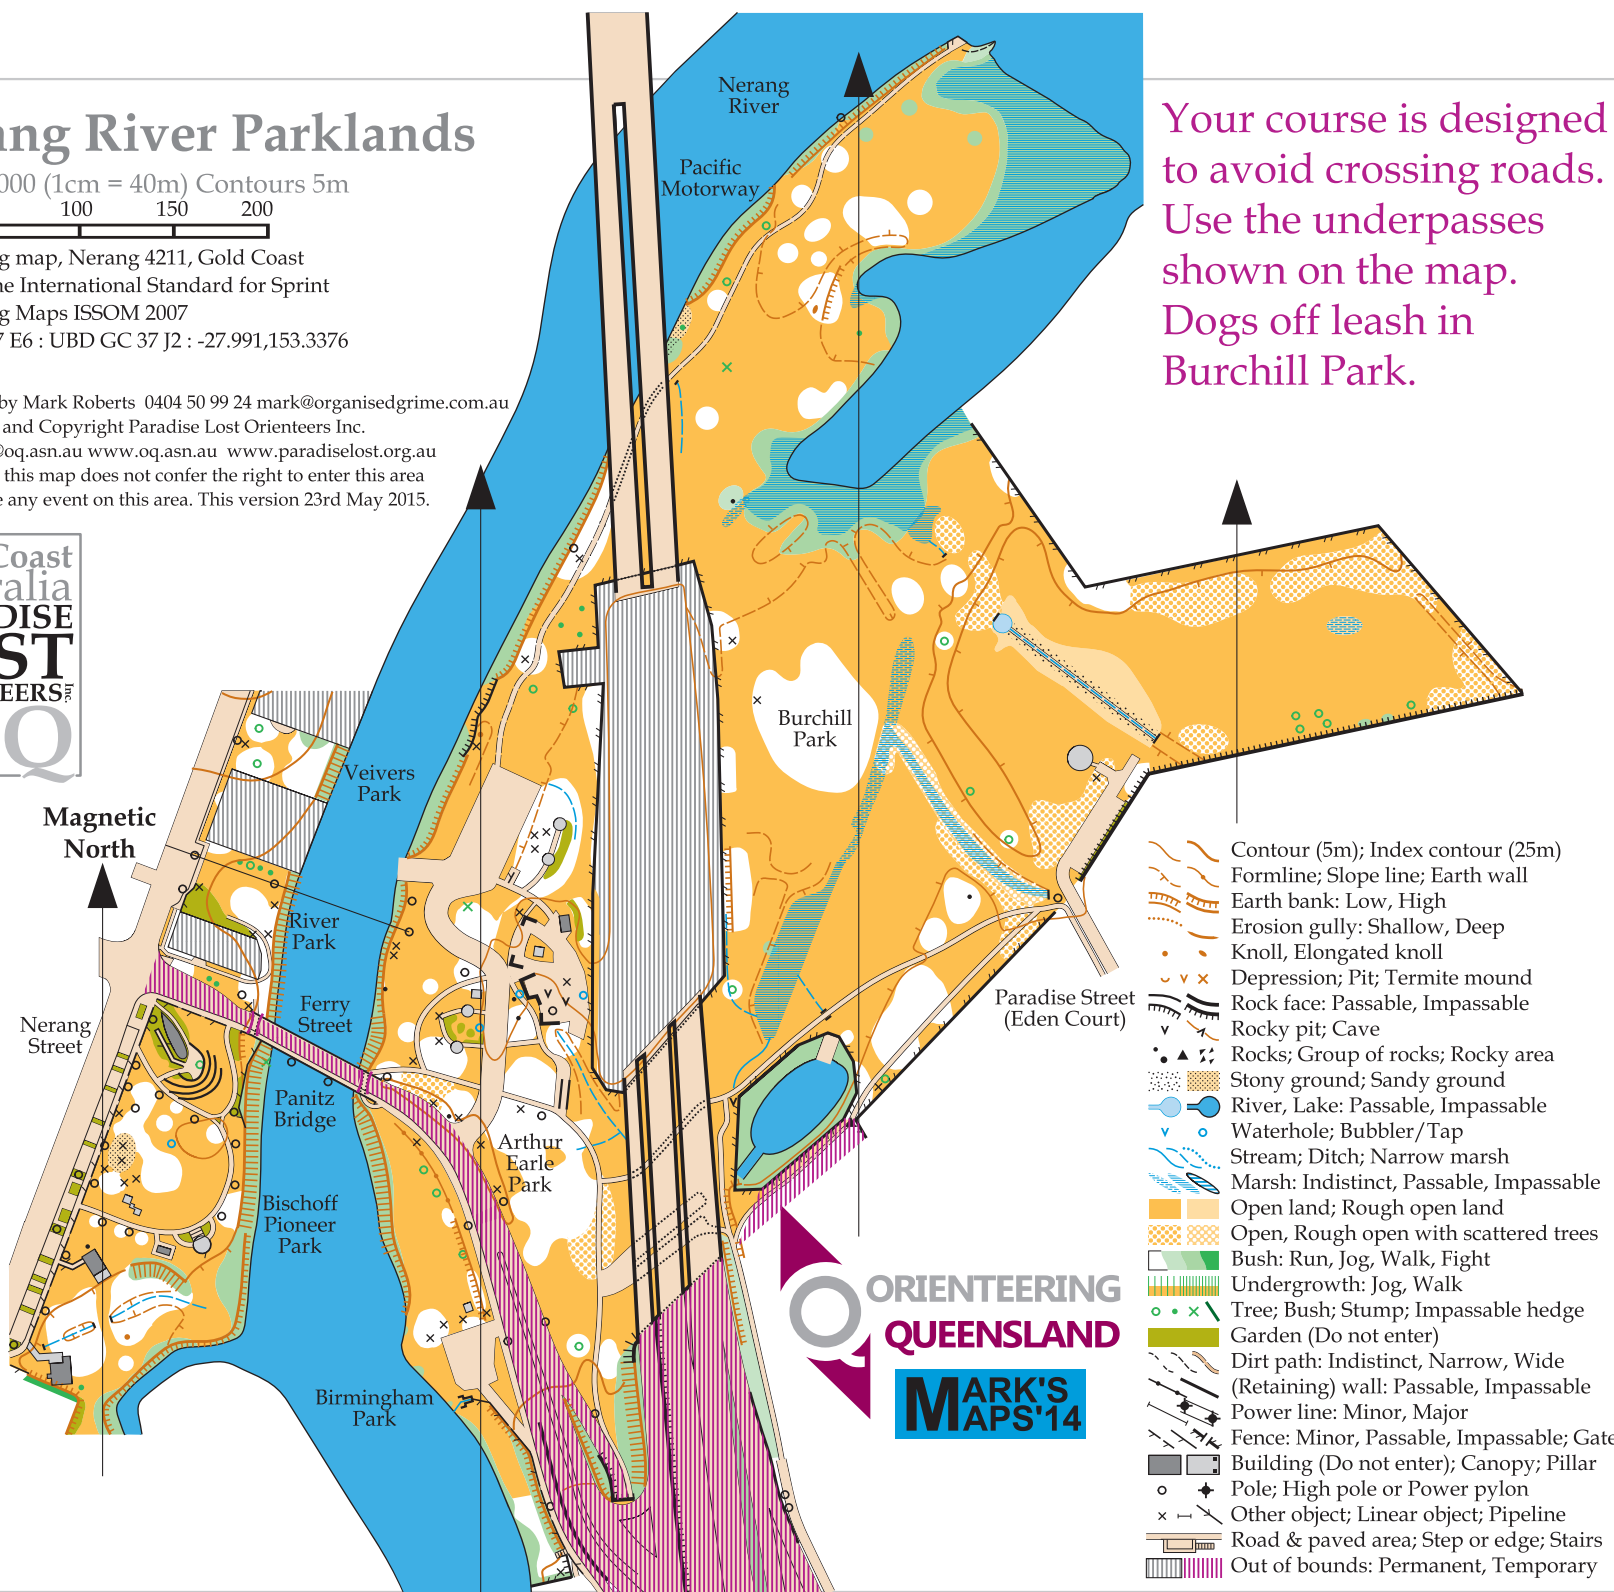 ng River Parklands
000 (1cm = 40m) Contours 5m
100 150 200
g map, Nerang 4211, Gold Coast
ne International Standard for Sprint
g Maps ISSOM 2007
7 E6 : UBD GC 37 J2 : -27.991,153.3376
by Mark Roberts 0404 50 99 24 mark@organisedgrime.com.au
and Copyright Paradise Lost Orienteers Inc.
@oq.asn.au www.oq.asn.au www.paradiselost.org.au
this map does not confer the right to enter this area
e any event on this area. This version 23rd May 2015.
Coast
ralia
DISE
ST
EERS Inc.
Q
Magnetic
North
Nerang
River
Pacific
Motorway
Your course is designed
to avoid crossing roads.
Use the underpasses
shown on the map.
Dogs off leash in
Burchill Park.
Burchill
Park
Veivers
Park
River
Park
Ferry
Street
Nerang
Street
Panitz
Bridge
Arthur
Earle
Park
Bischoff
Pioneer
Park
Birmingham
Park
Paradise Street
(Eden Court)
ORIENTEERING
QUEENSLAND
MARK'S
MAPS'14
Contour (5m); Index contour (25m)
Formline; Slope line; Earth wall
Earth bank: Low, High
Erosion gully: Shallow, Deep
Knoll, Elongated knoll
Depression; Pit; Termite mound
Rock face: Passable, Impassable
Rocky pit; Cave
Rocks; Group of rocks; Rocky area
Stony ground; Sandy ground
River, Lake: Passable, Impassable
Waterhole; Bubbler/Tap
Stream; Ditch; Narrow marsh
Marsh: Indistinct, Passable, Impassable
Open land; Rough open land
Open, Rough open with scattered trees
Bush: Run, Jog, Walk, Fight
Undergrowth: Jog, Walk
Tree; Bush; Stump; Impassable hedge
Garden (Do not enter)
Dirt path: Indistinct, Narrow, Wide
(Retaining) wall: Passable, Impassable
Power line: Minor, Major
Fence: Minor, Passable, Impassable; Gate
Building (Do not enter); Canopy; Pillar
Pole; High pole or Power pylon
Other object; Linear object; Pipeline
Road & paved area; Step or edge; Stairs
Out of bounds: Permanent, Temporary